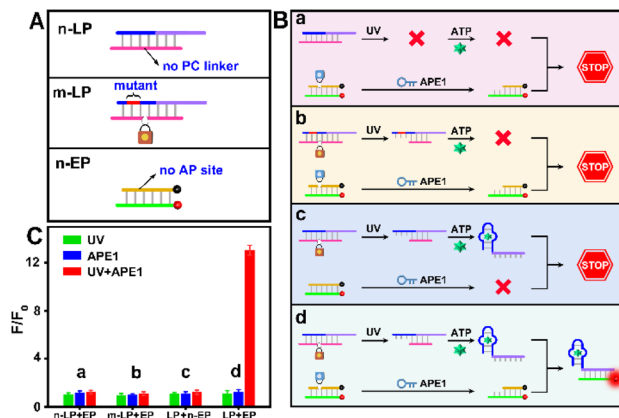 A
n-LP
no PC linker
m-LP
mutant
n-EP
no AP site
B
a
UV
ATP
APE1
STOP
b
UV
ATP
APE1
STOP
c
UV
ATP
APE1
STOP
d
UV
ATP
APE1
C
UV
APE1
UV+APE1
F/F0
12
8
4
0
a
b
c
d
n-LP+EP
m-LP+EP
LP+n-EP
LP+EP